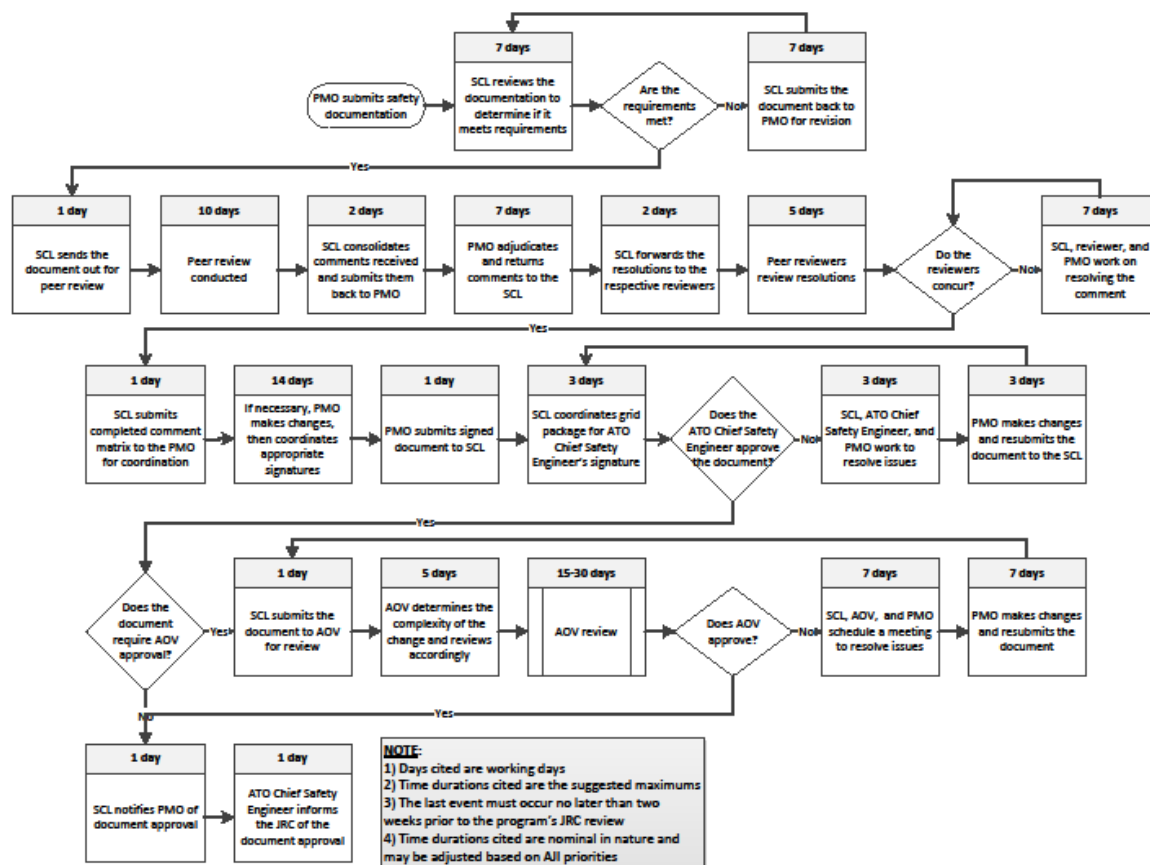 7 days
7 days
PMO submits safety
documentation
SCL reviews the
documentation to
determine if it
meets requirements
Are the
requirements
met?
No
SCL submits the
document back to
PMO for revision
Yes
1 day
10 days
2 days
7 days
2 days
5 days
7 days
SCL sends the
document out for
peer review
Peer review
conducted
SCL consolidates
comments received
and submits them
back to PMO
PMO adjudicates
and returns
comments to the
SCL
SCL forwards the
resolutions to the
respective reviewers
Peer reviewers
review resolutions
Do the
reviewers
concur?
No
SCL, reviewer, and
PMO work on
resolving the
comment
Yes
1 day
14 days
1 day
3 days
3 days
3 days
SCL submits
completed comment
matrix to the PMO
for coordination
If necessary, PMO
makes changes,
then coordinates
appropriate
signatures
PMO submits signed
document to SCL
SCL coordinates grid
package for ATO
Chief Safety
Engineer's signature
Does the
ATO Chief Safety
Engineer approve
the document?
No
SCL, ATO Chief
Safety Engineer, and
PMO work to
resolve issues
PMO makes changes
and resubmits the
document to the SCL
Yes
1 day
5 days
15-30 days
7 days
7 days
Does the
document
require AOV
approval?
Yes
SCL submits the
document to AOV
for review
AOV determines the
complexity of the
change and reviews
accordingly
AOV review
Does AOV
approve?
No
SCL, AOV, and PMO
schedule a meeting
to resolve issues
PMO makes changes
and resubmits the
document
No
Yes
1 day
1 day
SCL notifies PMO of
document approval
ATO Chief Safety
Engineer informs
the JRC of the
document approval
NOTE:
1) Days cited are working days
2) Time durations cited are the suggested maximums
3) The last event must occur no later than two
weeks prior to the program's JRC review
4) Time durations cited are nominal in nature and
may be adjusted based on AJI priorities